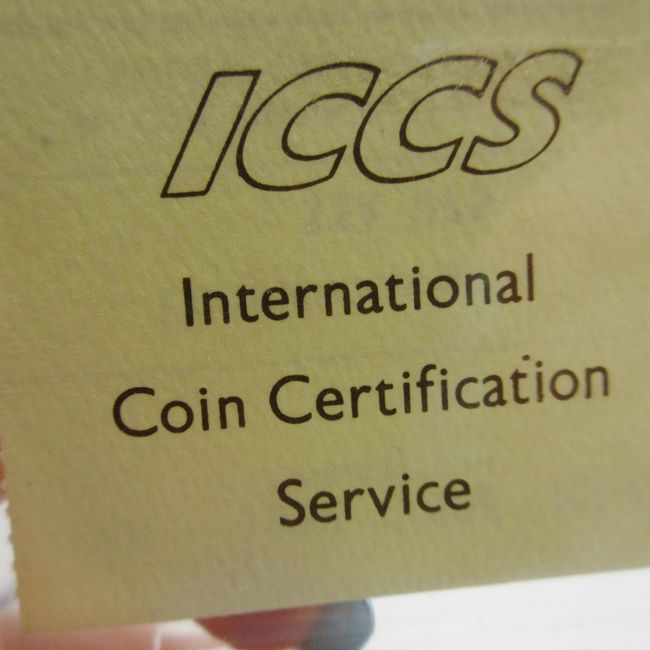 ICCS
International
Coin Certification
Service